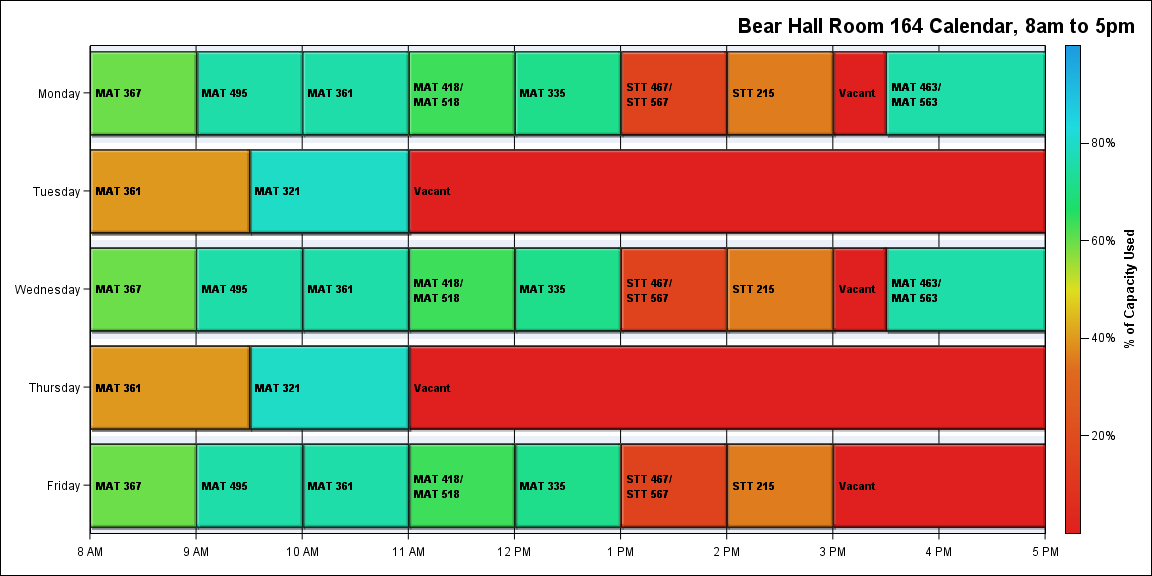 Bear Hall Room 164 Calendar, 8am to 5pm
Monday
MAT 367
MAT 495
MAT 361
MAT 418/
MAT 518
MAT 335
STT 467/
STT 567
STT 215
Vacant
MAT 463/
MAT 563
Tuesday
MAT 361
MAT 321
Vacant
Wednesday
MAT 367
MAT 495
MAT 361
MAT 418/
MAT 518
MAT 335
STT 467/
STT 567
STT 215
Vacant
MAT 463/
MAT 563
Thursday
MAT 361
MAT 321
Vacant
Friday
MAT 367
MAT 495
MAT 361
MAT 418/
MAT 518
MAT 335
STT 467/
STT 567
STT 215
Vacant
8 AM
9 AM
10 AM
11 AM
12 PM
1 PM
2 PM
3 PM
4 PM
5 PM
80%
60%
40%
20%
% of Capacity Used